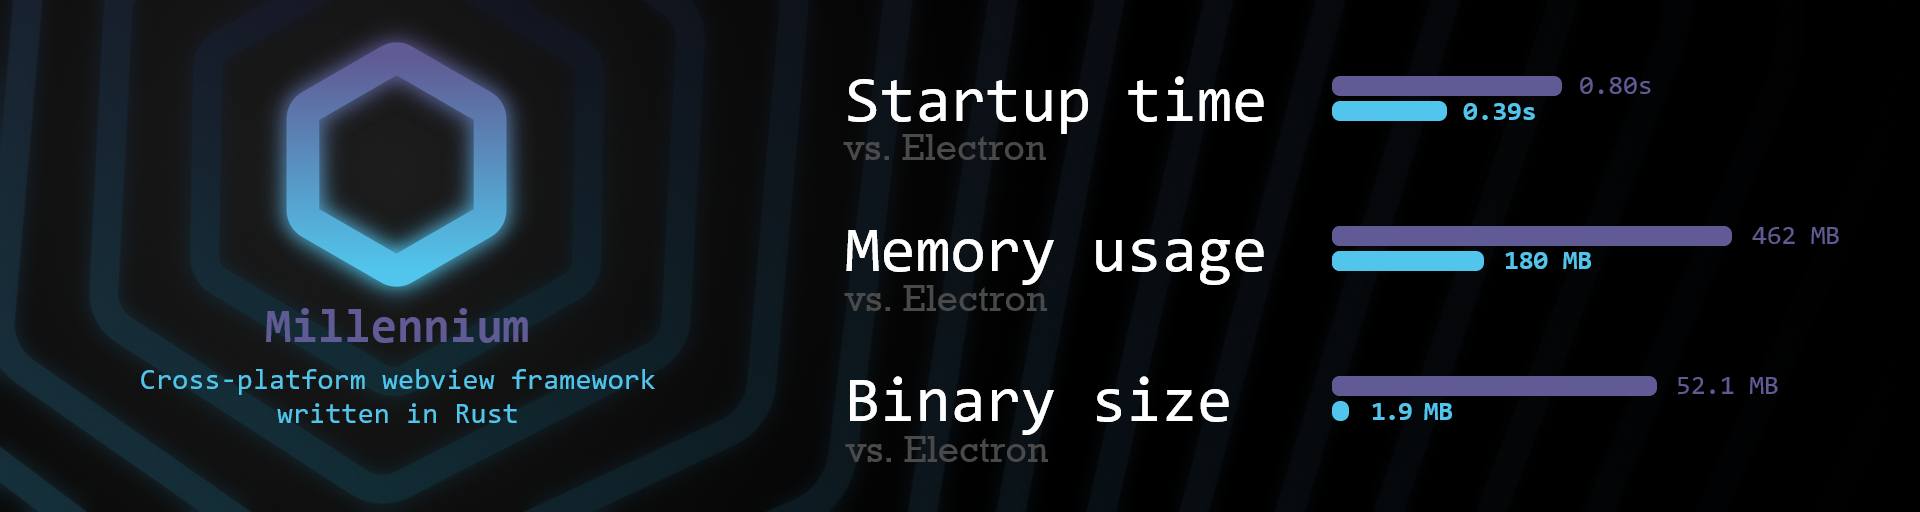 Millennium
Cross-platform webview framework
written in Rust
Startup time
vs. Electron
0.80s
0.39s
Memory usage
vs. Electron
462 MB
180 MB
Binary size
vs. Electron
52.1 MB
1.9 MB